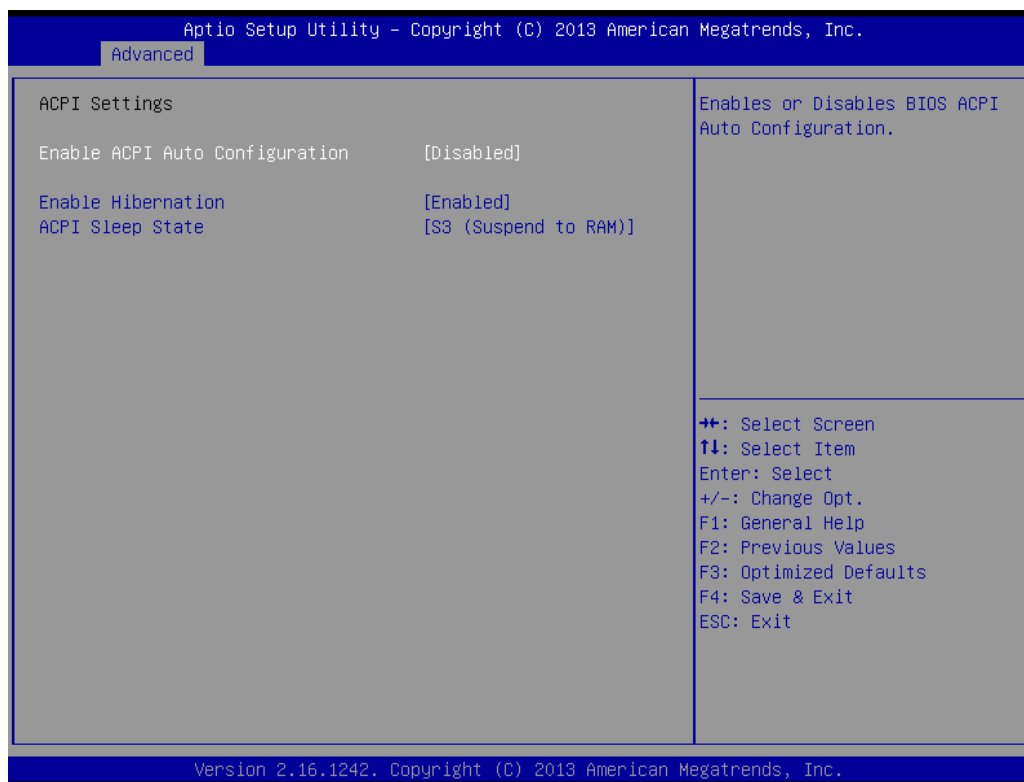 Aptio Setup Utility – Copyright (C) 2013 American Megatrends, Inc.
Advanced
ACPI Settings
Enable ACPI Auto Configuration [Disabled]
Enable Hibernation [Enabled]
ACPI Sleep State [S3 (Suspend to RAM)]
Enables or Disables BIOS ACPI
Auto Configuration.
→←: Select Screen
↑↓: Select Item
Enter: Select
+/-: Change Opt.
F1: General Help
F2: Previous Values
F3: Optimized Defaults
F4: Save & Exit
ESC: Exit
Version 2.16.1242. Copyright (C) 2013 American Megatrends, Inc.